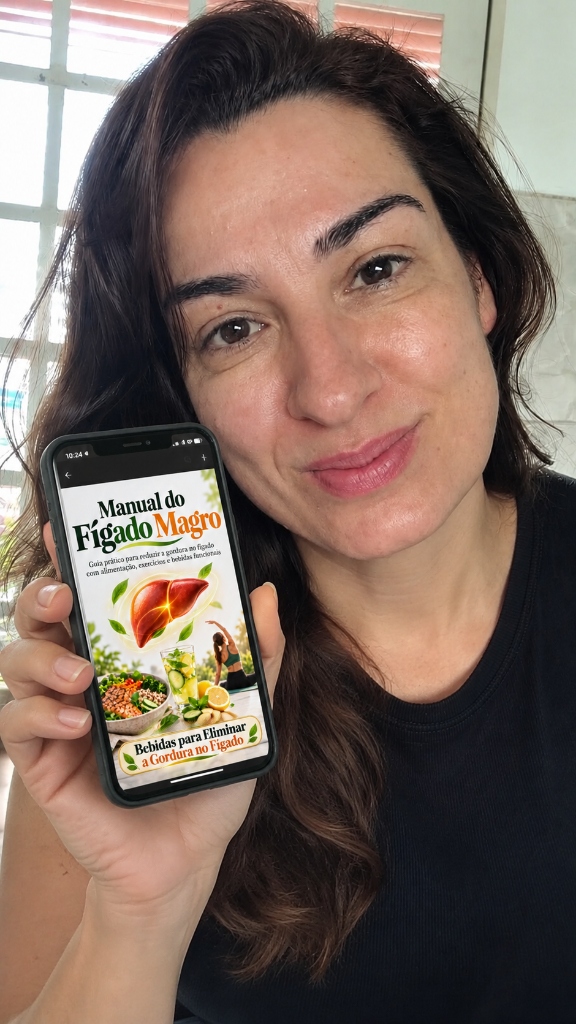 10:24
Manual do
Fígado Magro
Guia prático para reduzir a gordura no fígado
com alimentação, exercícios e bebidas funcionais
Bebidas para Eliminar
a Gordura no Fígado